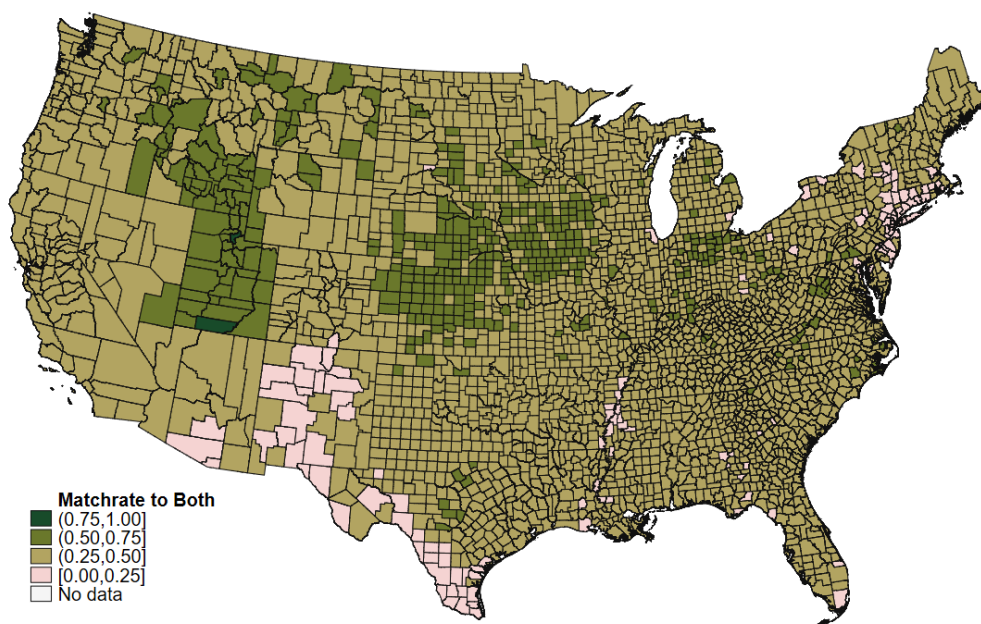 Matchrate to Both
(0.75,1.00]
(0.50,0.75]
(0.25,0.50]
[0.00,0.25]
No data